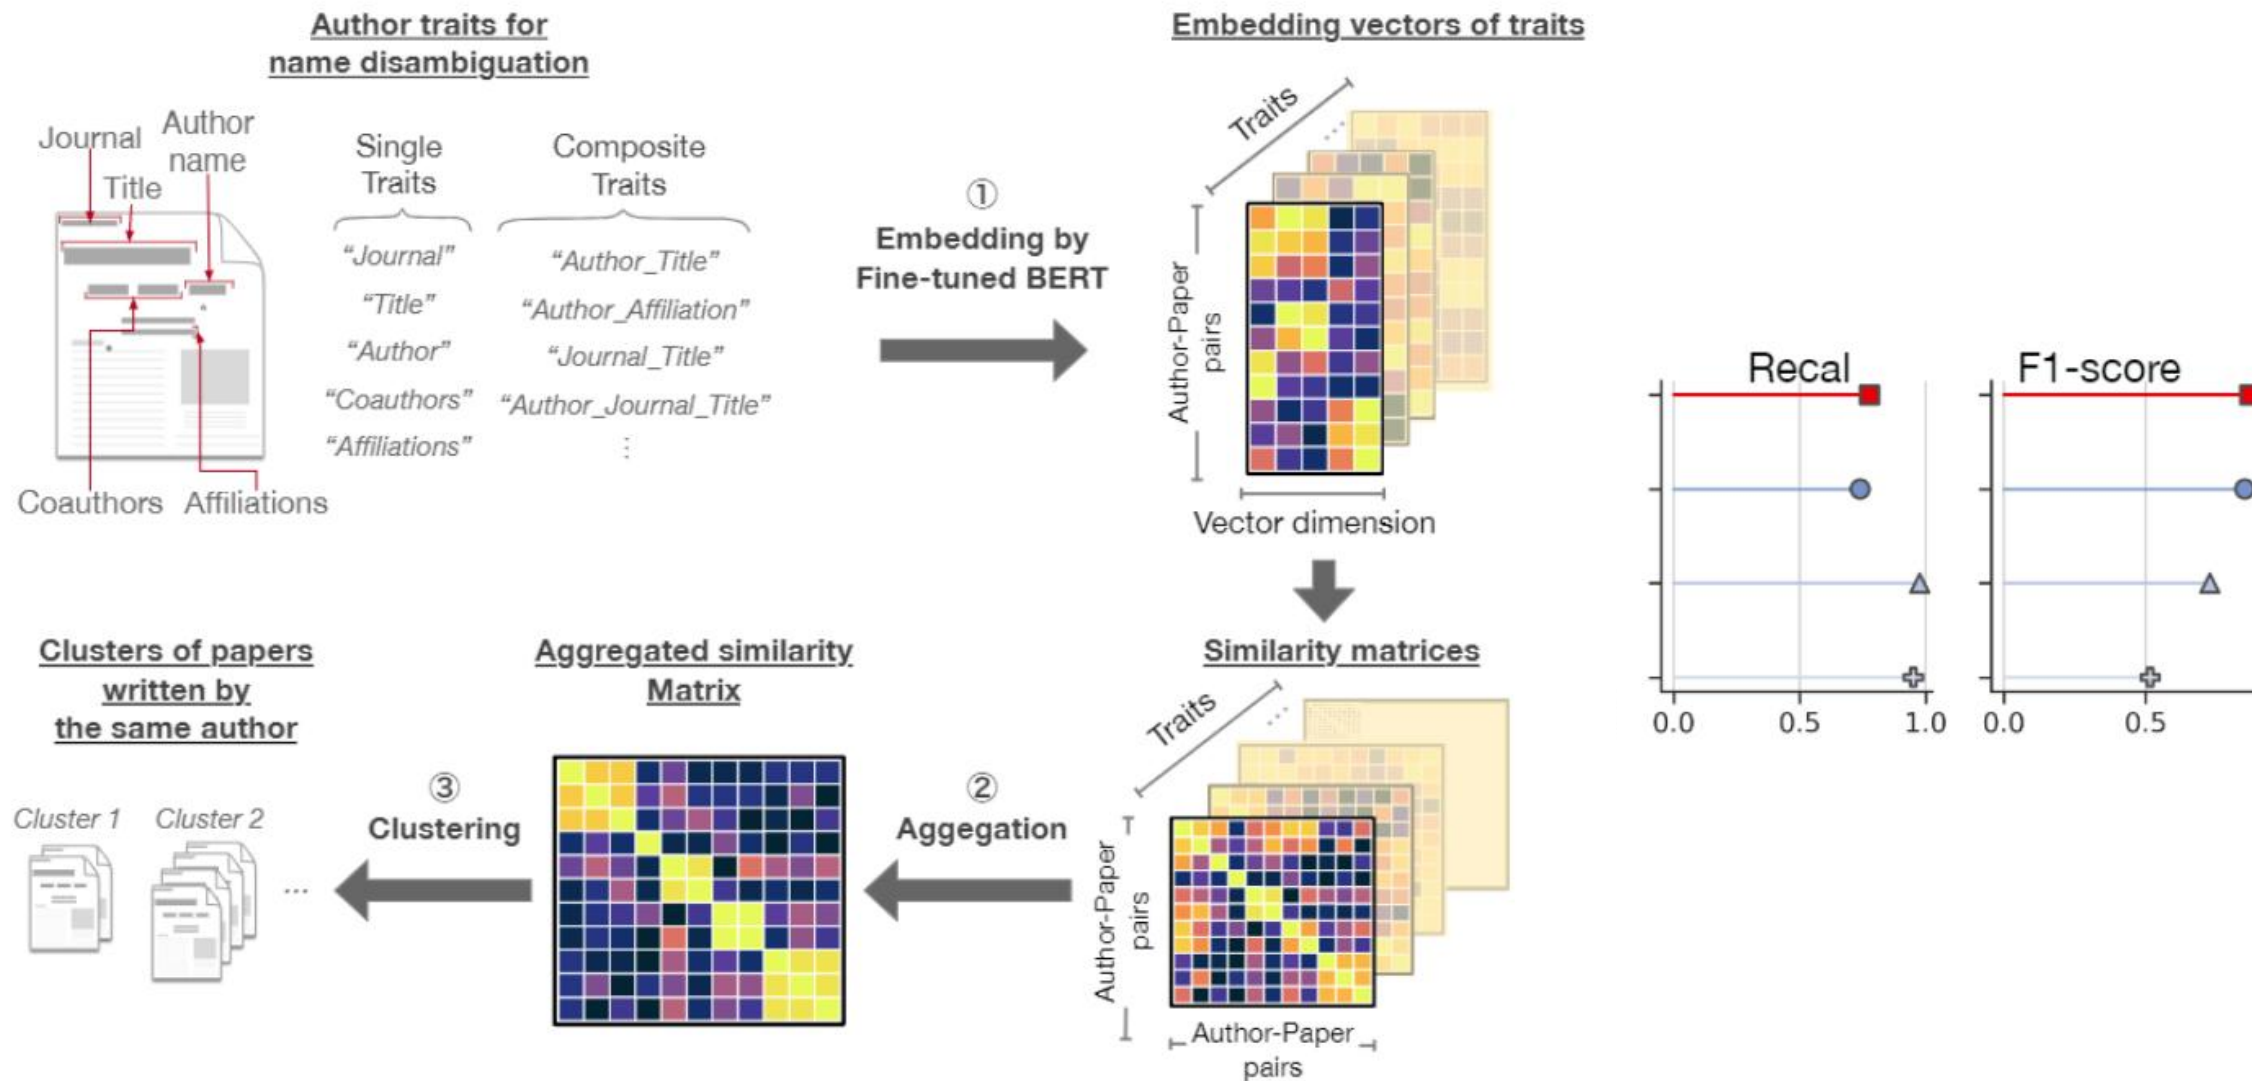 Author traits for
name disambiguation
Journal
Author
name
Title
Coauthors
Affiliations
Single
Traits
“Journal”
“Title”
“Author”
“Coauthors”
“Affiliations”
Composite
Traits
“Author_Title”
“Author_Affiliation”
“Journal_Title”
“Author_Journal_Title”
⋮
①
Embedding by
Fine-tuned BERT
Embedding vectors of traits
Traits
...
Author-Paper
pairs
Vector dimension
Similarity matrices
Traits
...
Author-Paper
pairs
Author-Paper
pairs
②
Aggegation
Aggregated similarity
Matrix
③
Clustering
Clusters of papers
written by
the same author
Cluster 1
Cluster 2
...
Recal
0.0 0.5 1.0
F1-score
0.0 0.5